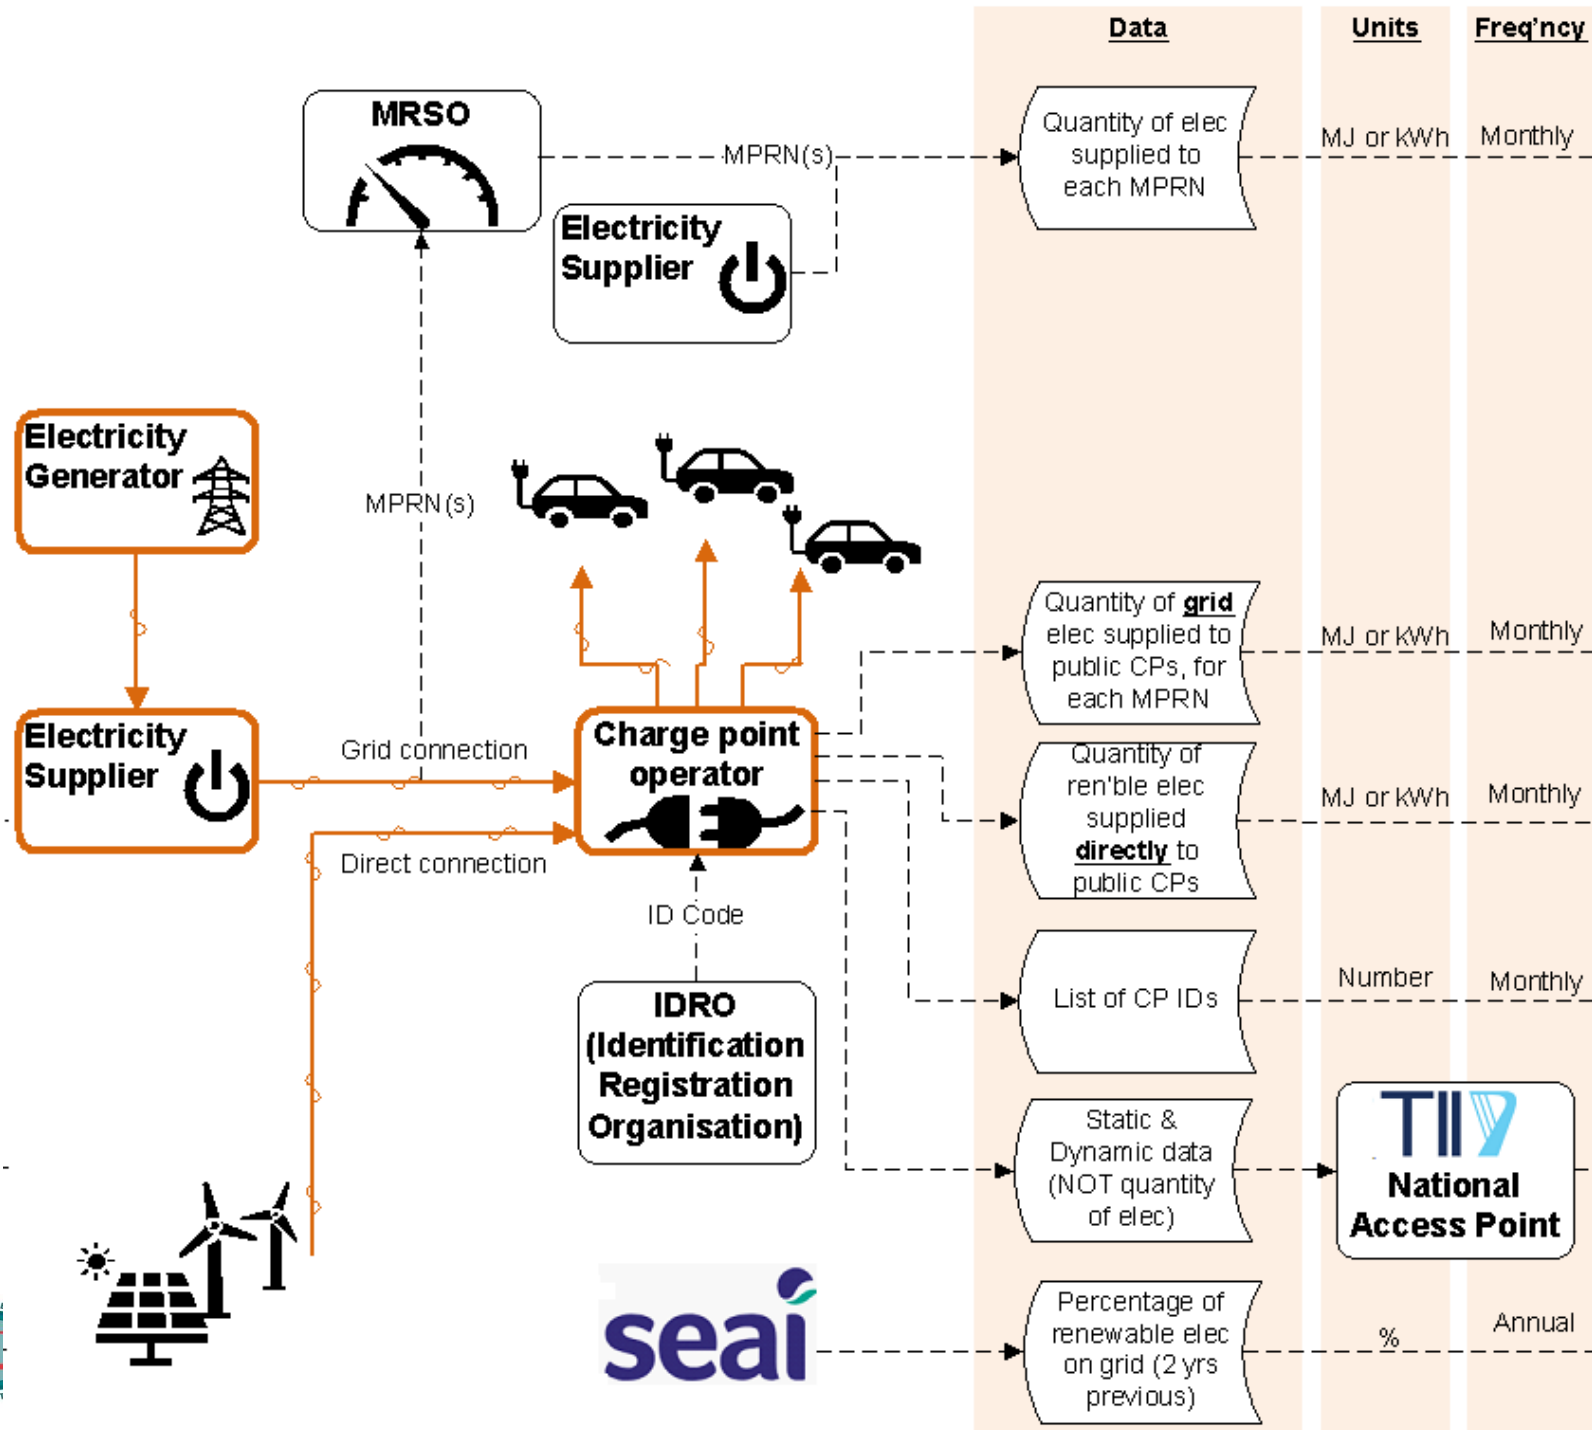 Data
Units
Freq'ncy
MRSO
MPRN(s)
Quantity of elec
supplied to
each MPRN
MJ or kWh
Monthly
Electricity
Supplier
Electricity
Generator
MPRN(s)
Quantity of grid
elec supplied to
public CPs, for
each MPRN
MJ or kWh
Monthly
Electricity
Supplier
Grid connection
Charge point
operator
Quantity of
ren'ble elec
supplied
directly to
public CPs
MJ or kWh
Monthly
Direct connection
ID Code
IDRO
(Identification
Registration
Organisation)
List of CP IDs
Number
Monthly
Static &
Dynamic data
(NOT quantity
of elec)
TII
National
Access Point
seai
Percentage of
renewable elec
on grid (2 yrs
previous)
%
Annual